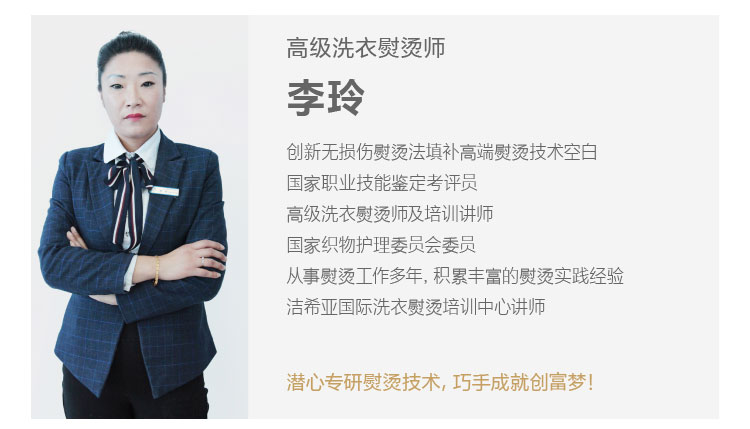 高级洗衣熨烫师
李玲
创新无损伤熨烫法填补高端熨烫技术空白
国家职业技能鉴定考评员
高级洗衣熨烫师及培训讲师
国家织物护理委员会委员
从事熨烫工作多年, 积累丰富的熨烫实践经验
洁希亚国际洗衣熨烫培训中心讲师
潜心专研熨烫技术, 巧手成就创富梦!